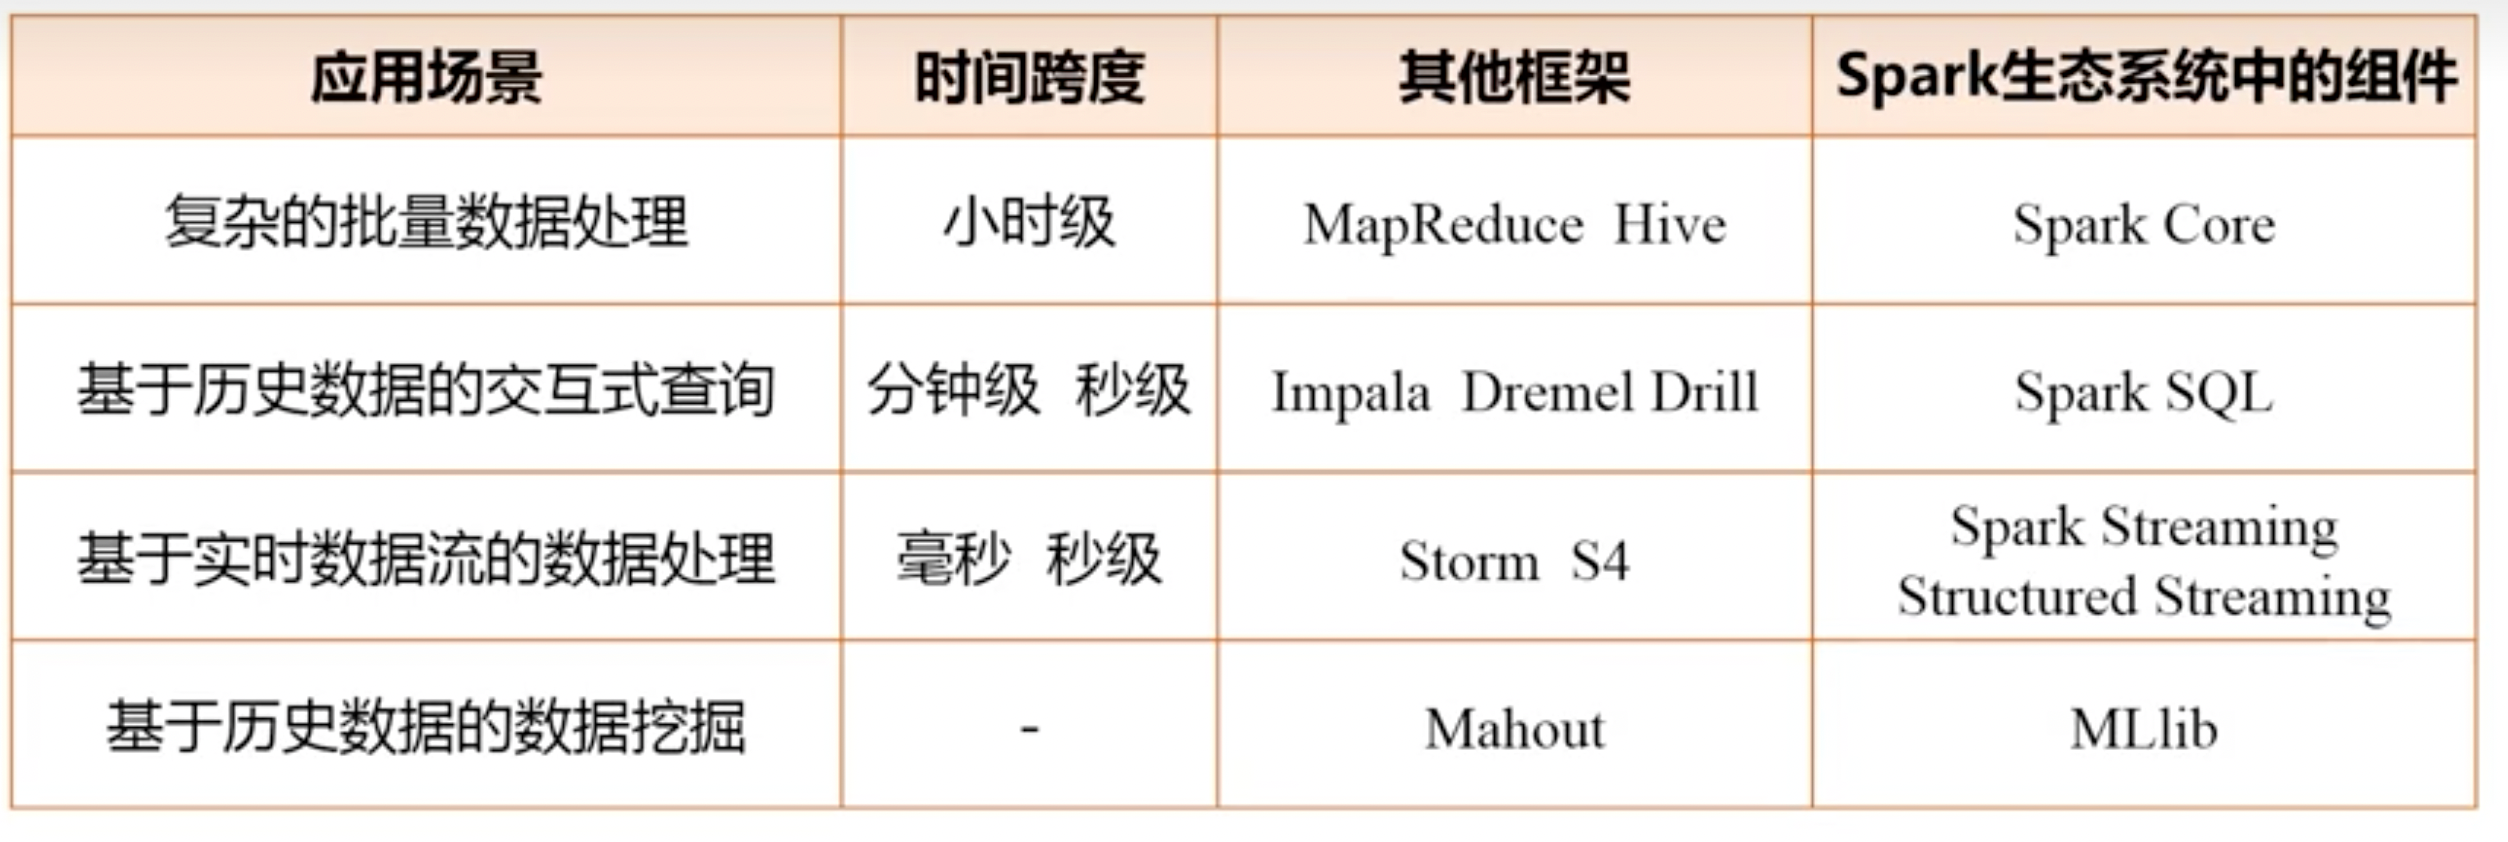 应用场景 时间跨度 其他框架 Spark生态系统中的组件
复杂的批量数据处理 小时级 MapReduce Hive Spark Core
基于历史数据的交互式查询 分钟级 秒级 Impala Dremel Drill Spark SQL
基于实时数据流的数据处理 毫秒 秒级 Storm S4 Spark Streaming
Structured Streaming
基于历史数据的数据挖掘 - Mahout MLlib